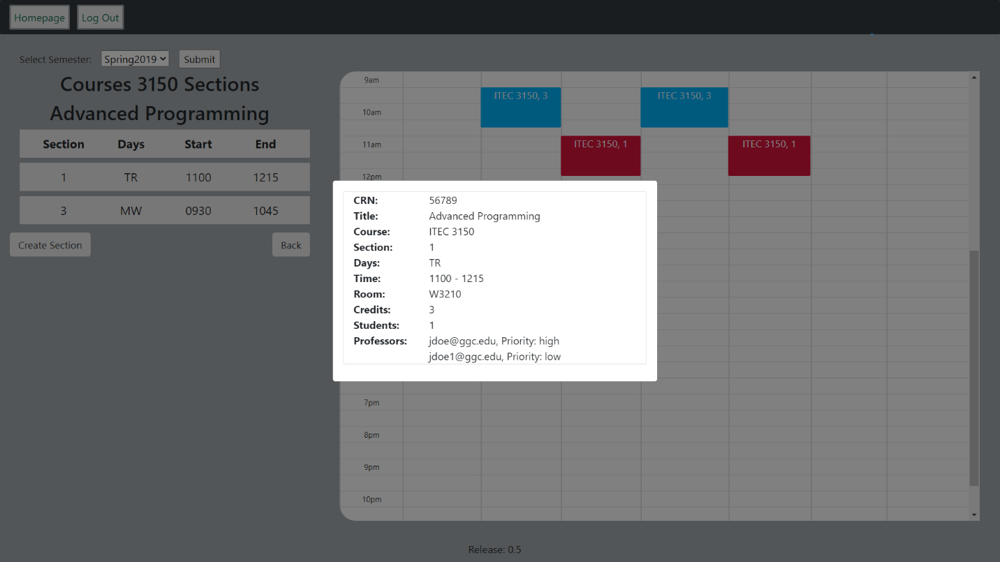 Homepage Log Out
Select Semester: Spring2019 Submit
Courses 3150 Sections
Advanced Programming
Section Days Start End
1 TR 1100 1215
3 MW 0930 1045
Create Section Back
9am
ITEC 3150, 3 ITEC 3150, 3
10am
11am
ITEC 3150, 1 ITEC 3150, 1
12pm
CRN: 56789
Title: Advanced Programming
Course: ITEC 3150
Section: 1
Days: TR
Time: 1100 - 1215
Room: W3210
Credits: 3
Students: 1
Professors: jdoe@ggc.edu, Priority: high
jdoe1@ggc.edu, Priority: low
7pm
8pm
9pm
10pm
Release: 0.5